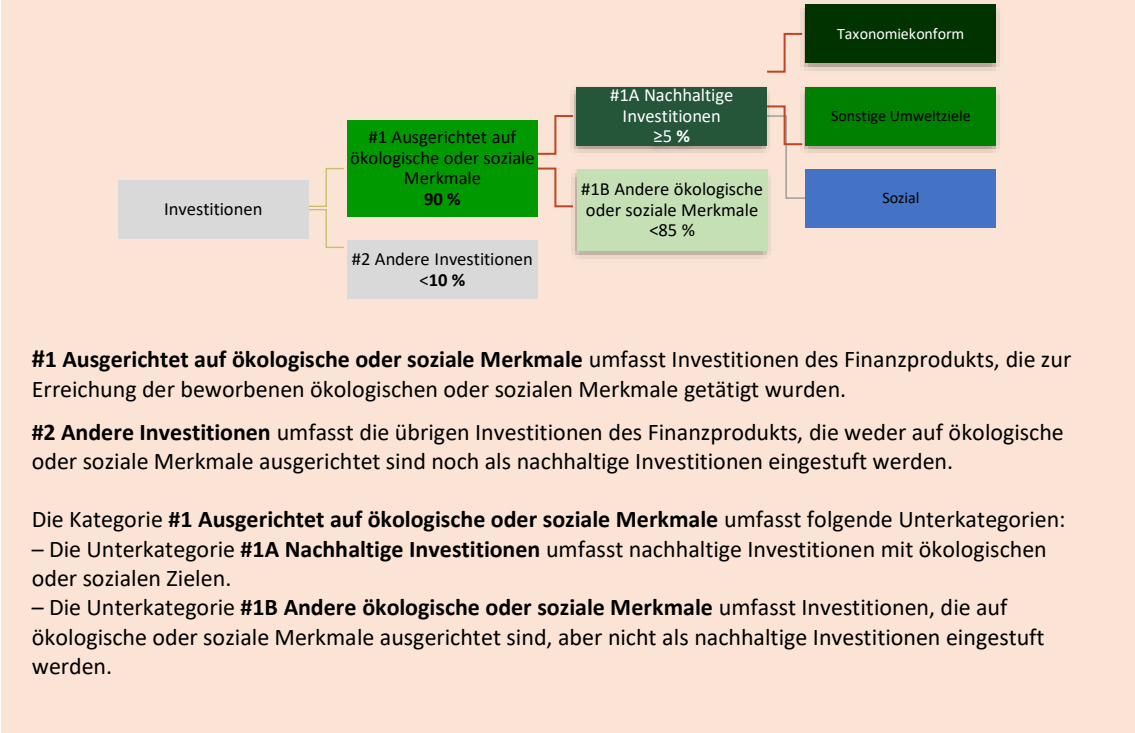 Taxonomiekonform
#1A Nachhaltige
Investitionen
≥5 %
Sonstige Umweltziele
#1 Ausgerichtet auf
ökologische oder soziale
Merkmale
90 %
#1B Andere ökologische
oder soziale Merkmale
<85 %
Sozial
Investitionen
#2 Andere Investitionen
<10 %
#1 Ausgerichtet auf ökologische oder soziale Merkmale umfasst Investitionen des Finanzprodukts, die zur
Erreichung der beworbenen ökologischen oder sozialen Merkmale getätigt wurden.
#2 Andere Investitionen umfasst die übrigen Investitionen des Finanzprodukts, die weder auf ökologische
oder soziale Merkmale ausgerichtet sind noch als nachhaltige Investitionen eingestuft werden.
Die Kategorie #1 Ausgerichtet auf ökologische oder soziale Merkmale umfasst folgende Unterkategorien:
– Die Unterkategorie #1A Nachhaltige Investitionen umfasst nachhaltige Investitionen mit ökologischen
oder sozialen Zielen.
– Die Unterkategorie #1B Andere ökologische oder soziale Merkmale umfasst Investitionen, die auf
ökologische oder soziale Merkmale ausgerichtet sind, aber nicht als nachhaltige Investitionen eingestuft
werden.